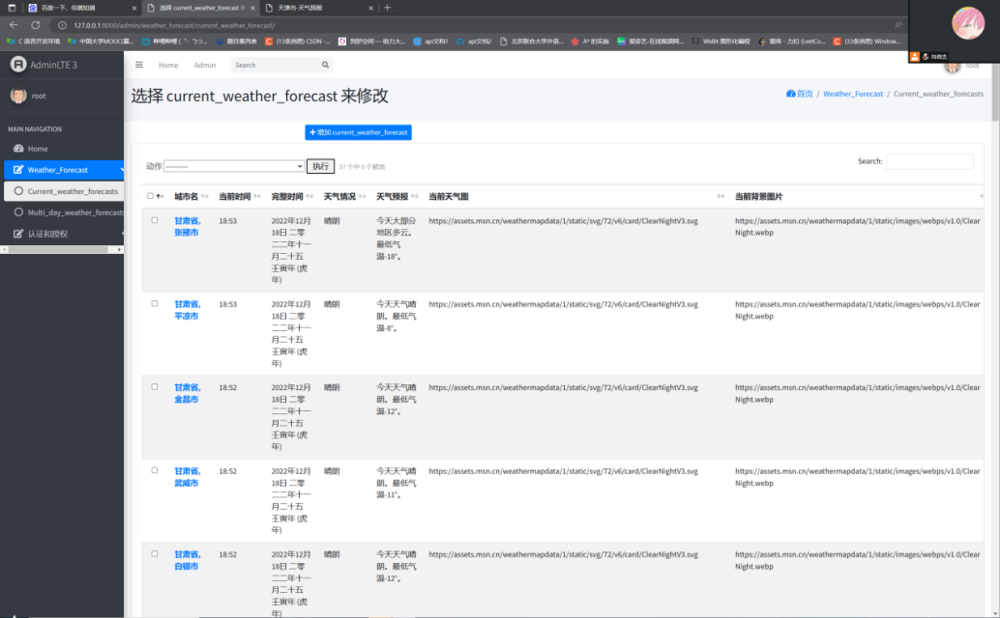 百度一下，你就知道
选择 current_weather_forecast
天津市-天气预报
127.0.0.1:8000/admin/weather_forecast/current_weather_forecast/
C 语言开发环境
中国大学MOOC(慕...
哔哩哔哩 ( ゜- ゜)つ...
题目集列表
(13条消息) CSDN -...
到梦空间 — 助力大...
api文档1
api文档2
北京联合大学外语...
A* 的实施
爱奇艺-在线视频网...
WxBit 图形化编程
题库 - 力扣 (LeetCo...
(33条消息) Window...
AdminLTE 3
root
MAIN NAVIGATION
Home
Weather_Forecast
Current_weather_forecasts
Multi_day_weather_forecasts
认证和授权
Home
Admin
Search
root
选择 current_weather_forecast 来修改
首页 / Weather_Forecast / Current_weather_forecasts
+ 增加 current_weather_forecast
动作 --------- 执行 57 个中 0 个被选
Search:
城市名 当前时间 完整时间 天气情况 天气预报 当前天气图 当前背景图片
甘肃省, 18:53 2022年12月 晴朗 今天大部分 https://assets.msn.cn/weathermapdata/1/static/svg/72/v6/card/ClearNightV3.svg https://assets.msn.cn/weathermapdata/1/static/images/webps/v1.0/Clear
张掖市 18日 二零 地区多云。 Night.webp
二二年十一 最低气
月二十五 温-18°。
壬寅年 (虎
年)
甘肃省, 18:53 2022年12月 晴朗 今天天气晴 https://assets.msn.cn/weathermapdata/1/static/svg/72/v6/card/ClearNightV3.svg https://assets.msn.cn/weathermapdata/1/static/images/webps/v1.0/Clear
平凉市 18日 二零 朗。最低气 Night.webp
二二年十一 温-8°。
月二十五
壬寅年 (虎
年)
甘肃省, 18:52 2022年12月 晴朗 今天天气晴 https://assets.msn.cn/weathermapdata/1/static/svg/72/v6/card/ClearNightV3.svg https://assets.msn.cn/weathermapdata/1/static/images/webps/v1.0/Clear
金昌市 18日 二零 朗。最低气 Night.webp
二二年十一 温-12°。
月二十五
壬寅年 (虎
年)
甘肃省, 18:52 2022年12月 晴朗 今天天气晴 https://assets.msn.cn/weathermapdata/1/static/svg/72/v6/card/ClearNightV3.svg https://assets.msn.cn/weathermapdata/1/static/images/webps/v1.0/Clear
武威市 18日 二零 朗。最低气 Night.webp
二二年十一 温-11°。
月二十五
壬寅年 (虎
年)
甘肃省, 18:52 2022年12月 晴朗 今天天气晴 https://assets.msn.cn/weathermapdata/1/static/svg/72/v6/card/ClearNightV3.svg https://assets.msn.cn/weathermapdata/1/static/images/webps/v1.0/Clear
白银市 18日 二零 朗。最低气 Night.webp
二二年十一 温-12°。
月二十五
壬寅年 (虎
年)